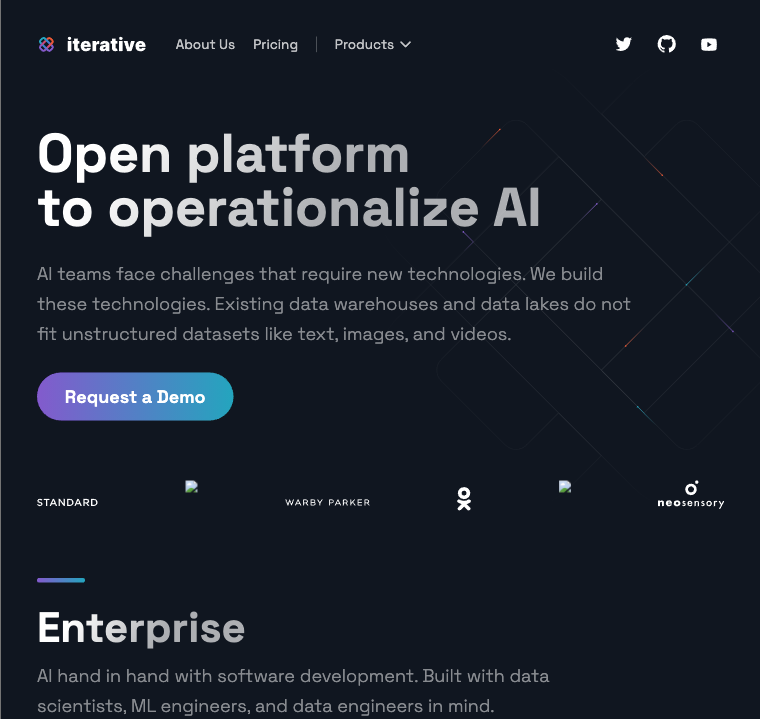 iterative About Us Pricing Products
Open platform
to operationalize AI
AI teams face challenges that require new technologies. We build
these technologies. Existing data warehouses and data lakes do not
fit unstructured datasets like text, images, and videos.
Request a Demo
STANDARD WARBY PARKER neosensory
Enterprise
AI hand in hand with software development. Built with data
scientists, ML engineers, and data engineers in mind.